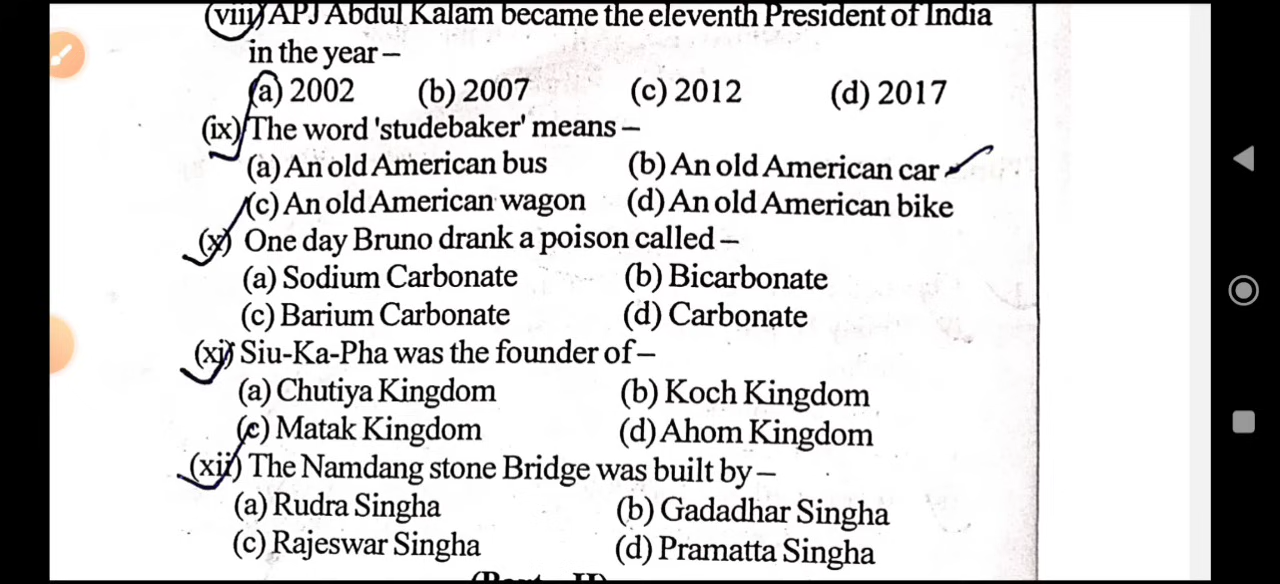 (viii) APJ Abdul Kalam became the eleventh President of India
in the year –
(a) 2002 (b) 2007 (c) 2012 (d) 2017
(ix) The word 'studebaker' means –
(a) An old American bus (b) An old American car
(c) An old American wagon (d) An old American bike
(x) One day Bruno drank a poison called –
(a) Sodium Carbonate (b) Bicarbonate
(c) Barium Carbonate (d) Carbonate
(xi) Siu-Ka-Pha was the founder of –
(a) Chutiya Kingdom (b) Koch Kingdom
(c) Matak Kingdom (d) Ahom Kingdom
(xii) The Namdang stone Bridge was built by –
(a) Rudra Singha (b) Gadadhar Singha
(c) Rajeswar Singha (d) Pramatta Singha